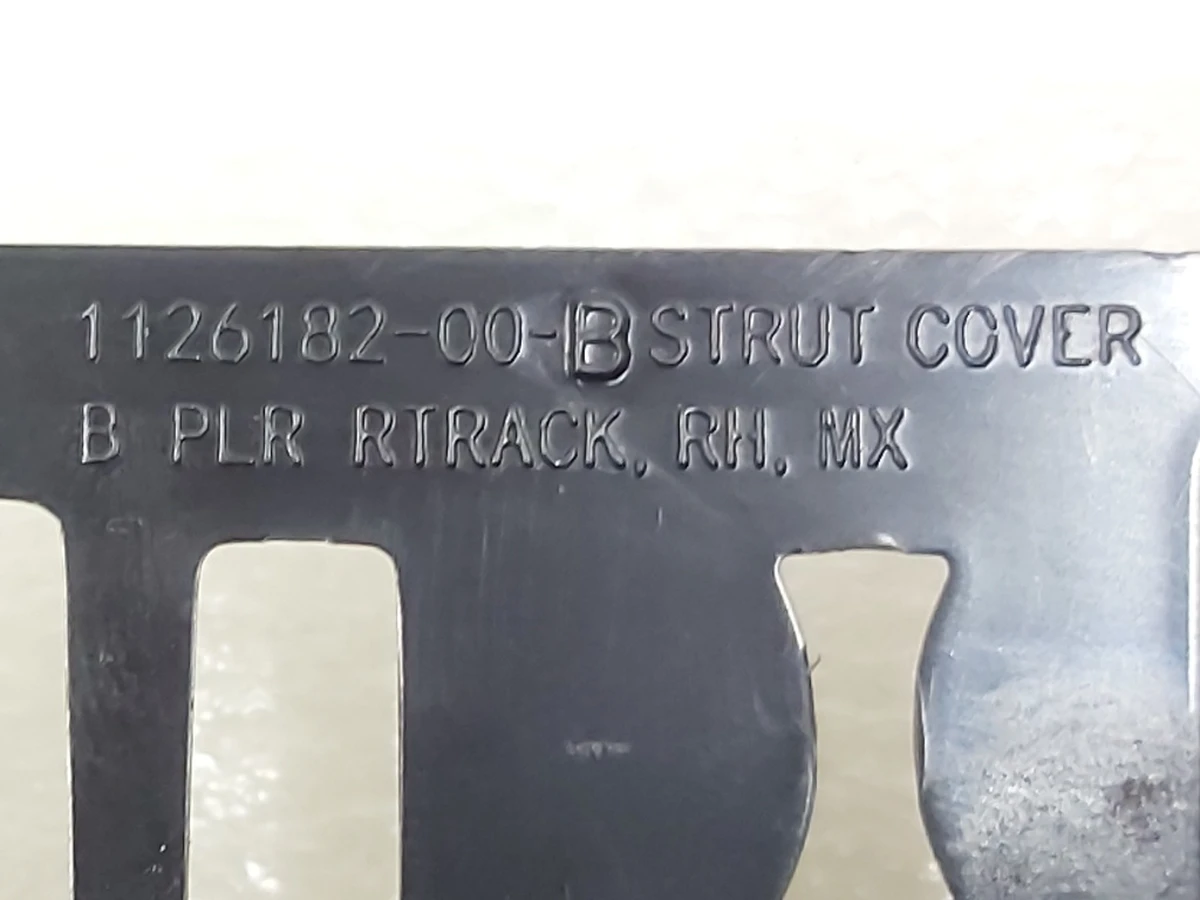 1126182-00-B STRUT COVER
B PLR RTRACK, RH, MX